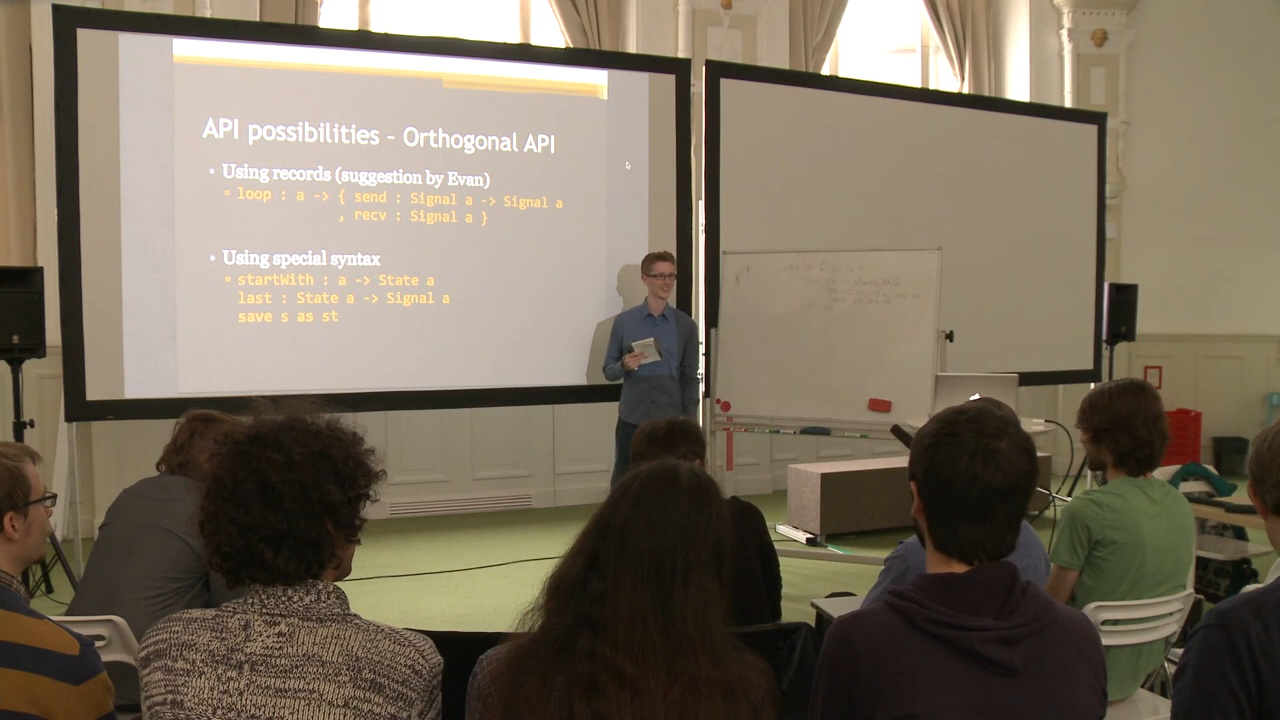 API possibilities – Orthogonal API
• Using records (suggestion by Evan)
▫ loop : a -> { send : Signal a -> Signal a
, recv : Signal a }
• Using special syntax
▫ startWith : a -> State a
last : State a -> Signal a
save s as st